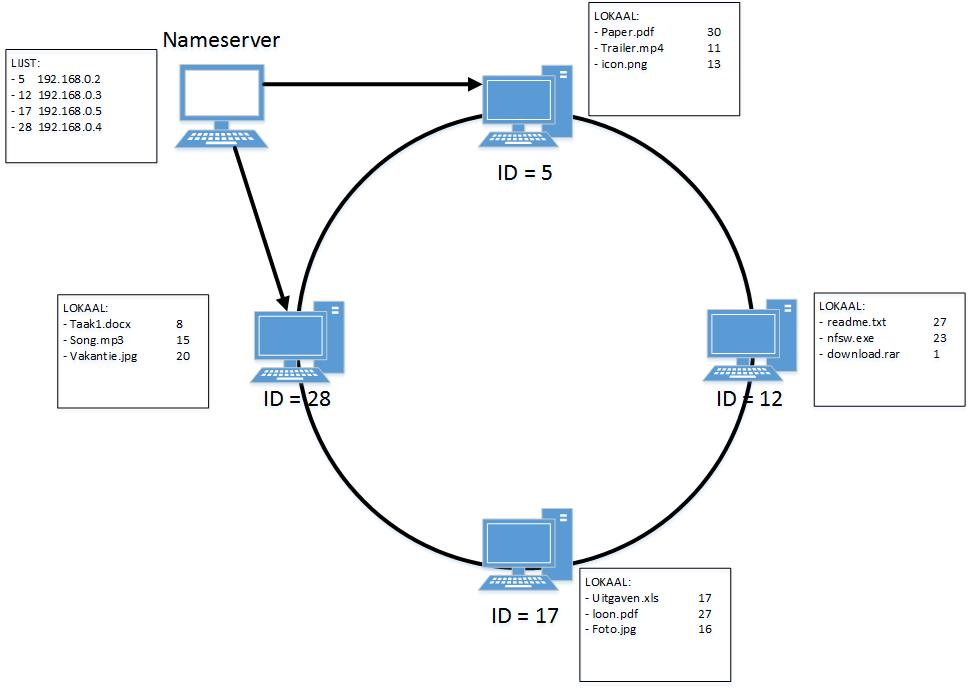 Nameserver
LIJST:
- 5 192.168.0.2
- 12 192.168.0.3
- 17 192.168.0.5
- 28 192.168.0.4
LOKAAL:
- Paper.pdf 30
- Trailer.mp4 11
- icon.png 13
ID = 5
LOKAAL:
- Taak1.docx 8
- Song.mp3 15
- Vakantie.jpg 20
ID = 28
LOKAAL:
- readme.txt 27
- nfsw.exe 23
- download.rar 1
ID = 12
LOKAAL:
- Uitgaven.xls 17
- loon.pdf 27
- Foto.jpg 16
ID = 17